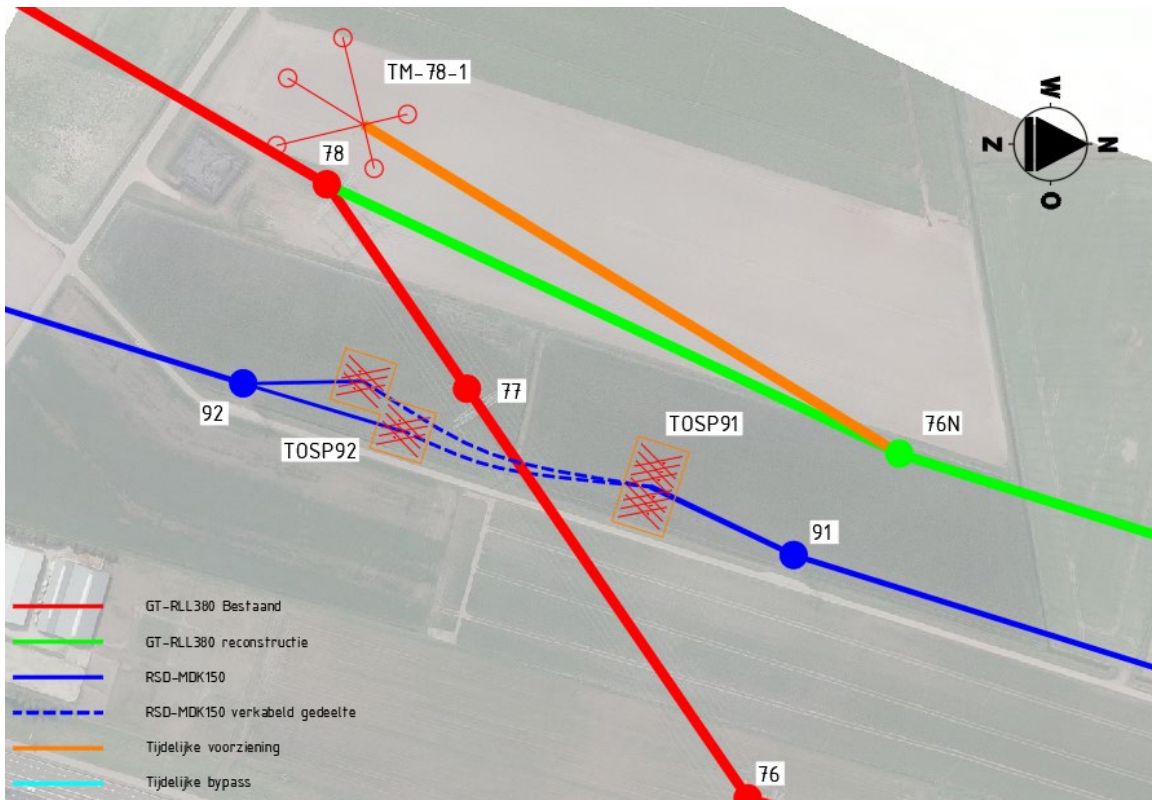 TM-78-1
W
Z
N
O
78
77
76N
92
TOSP92
TOSP91
91
76
GT-RLL380 Bestaand
GT-RLL380 reconstructie
RSD-MDK150
RSD-MDK150 verkabeld gedeelte
Tijdelijke voorziening
Tijdelijke bypass